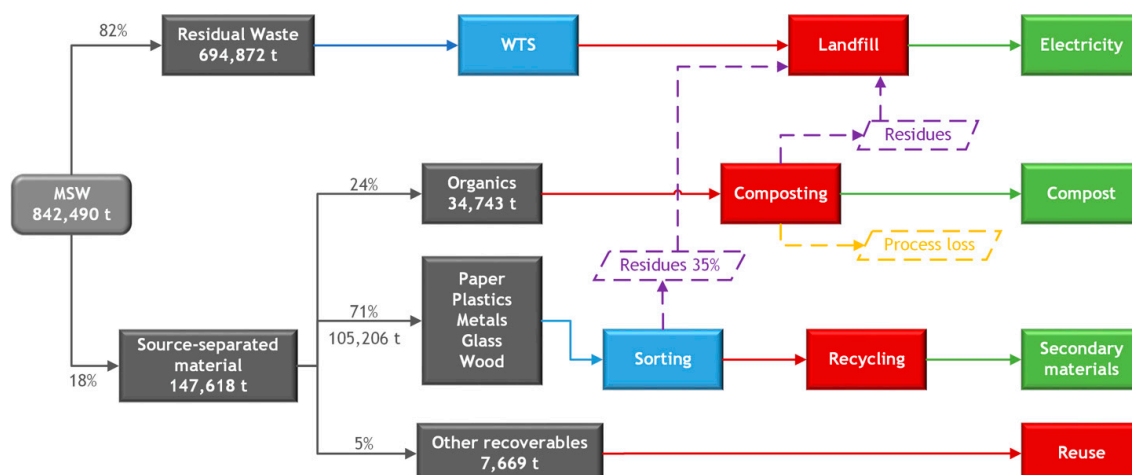 82%
Residual Waste
694,872 t
WTS
Landfill
Electricity
Residues
MSW
842,490 t
24%
Organics
34,743 t
Composting
Compost
Process loss
Residues 35%
71%
105,206 t
Paper
Plastics
Metals
Glass
Wood
18%
Source-separated
material
147,618 t
Sorting
Recycling
Secondary
materials
5%
Other recoverables
7,669 t
Reuse